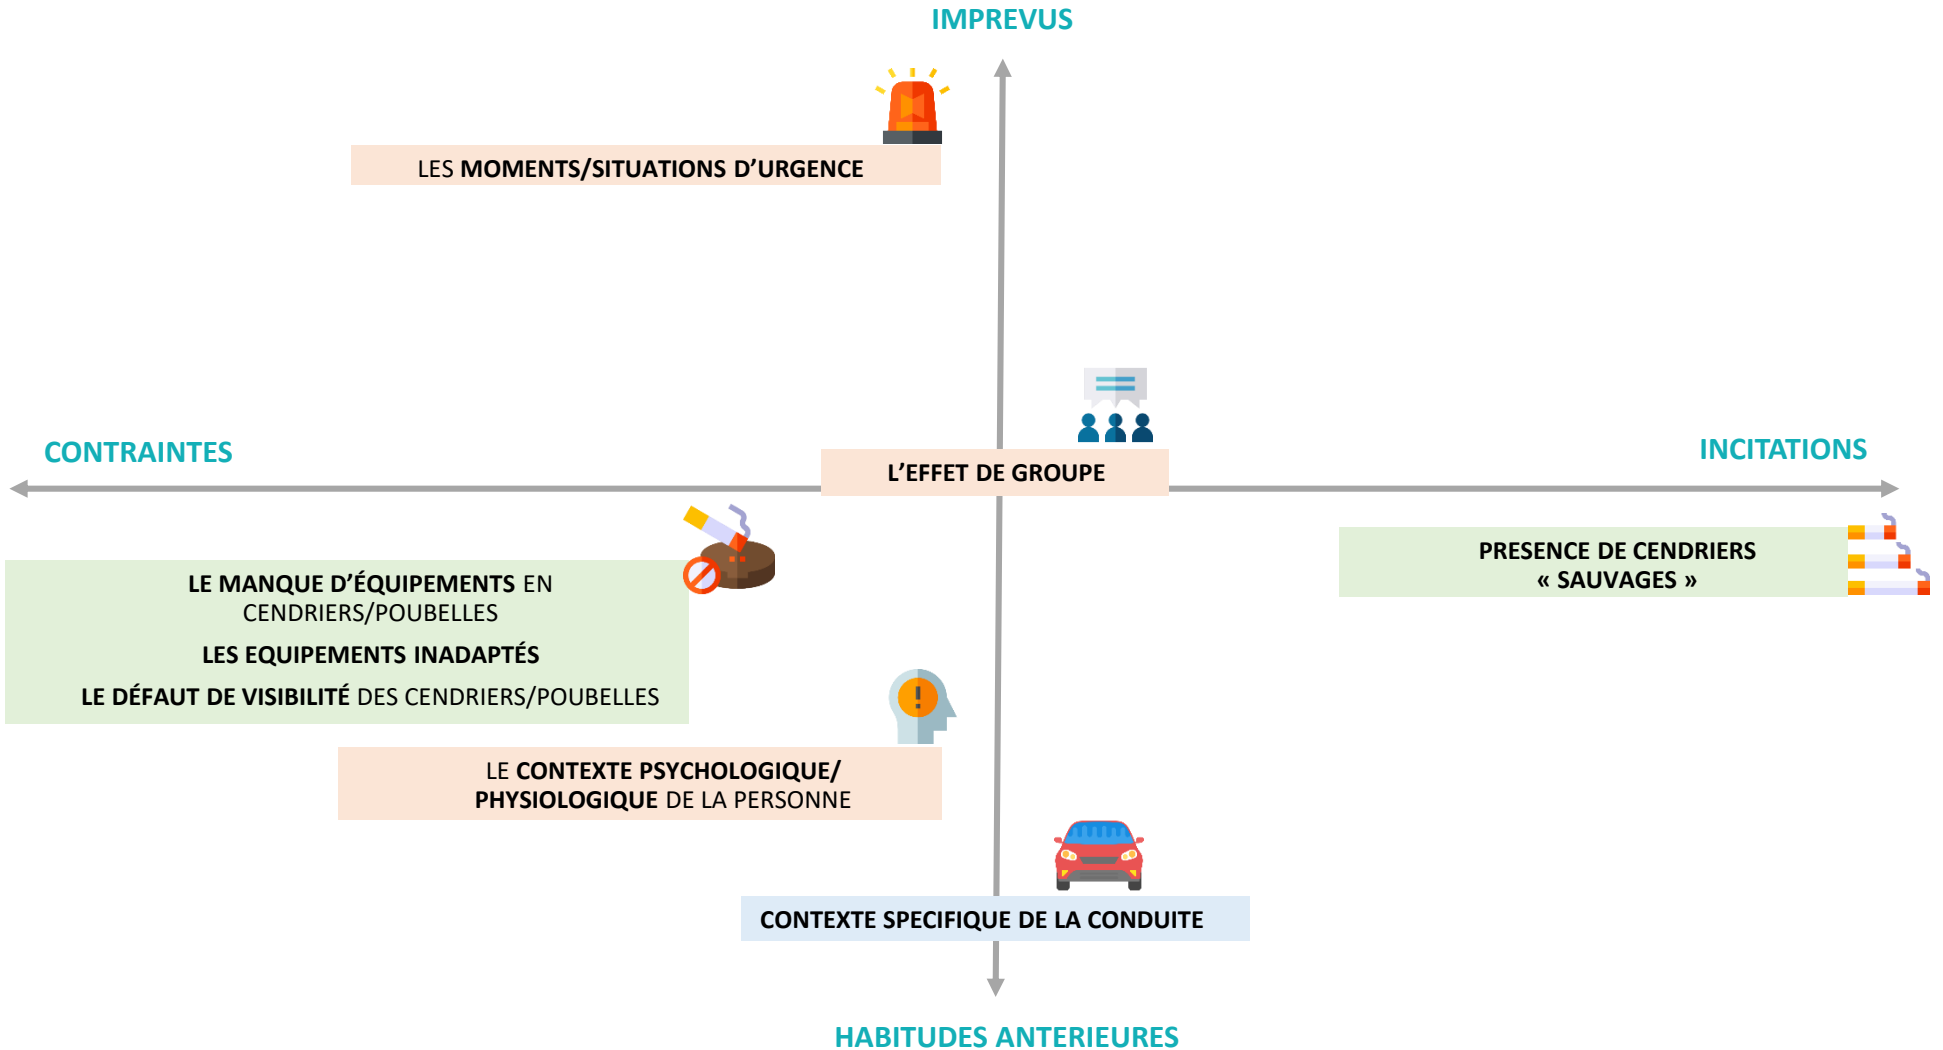 IMPREVUS
LES MOMENTS/SITUATIONS D’URGENCE
CONTRAINTES
INCITATIONS
L’EFFET DE GROUPE
PRESENCE DE CENDRIERS
« SAUVAGES »
LE MANQUE D’ÉQUIPEMENTS EN
CENDRIERS/POUBELLES
LES EQUIPEMENTS INADAPTÉS
LE DÉFAUT DE VISIBILITÉ DES CENDRIERS/POUBELLES
LE CONTEXTE PSYCHOLOGIQUE/
PHYSIOLOGIQUE DE LA PERSONNE
CONTEXTE SPECIFIQUE DE LA CONDUITE
HABITUDES ANTERIEURES